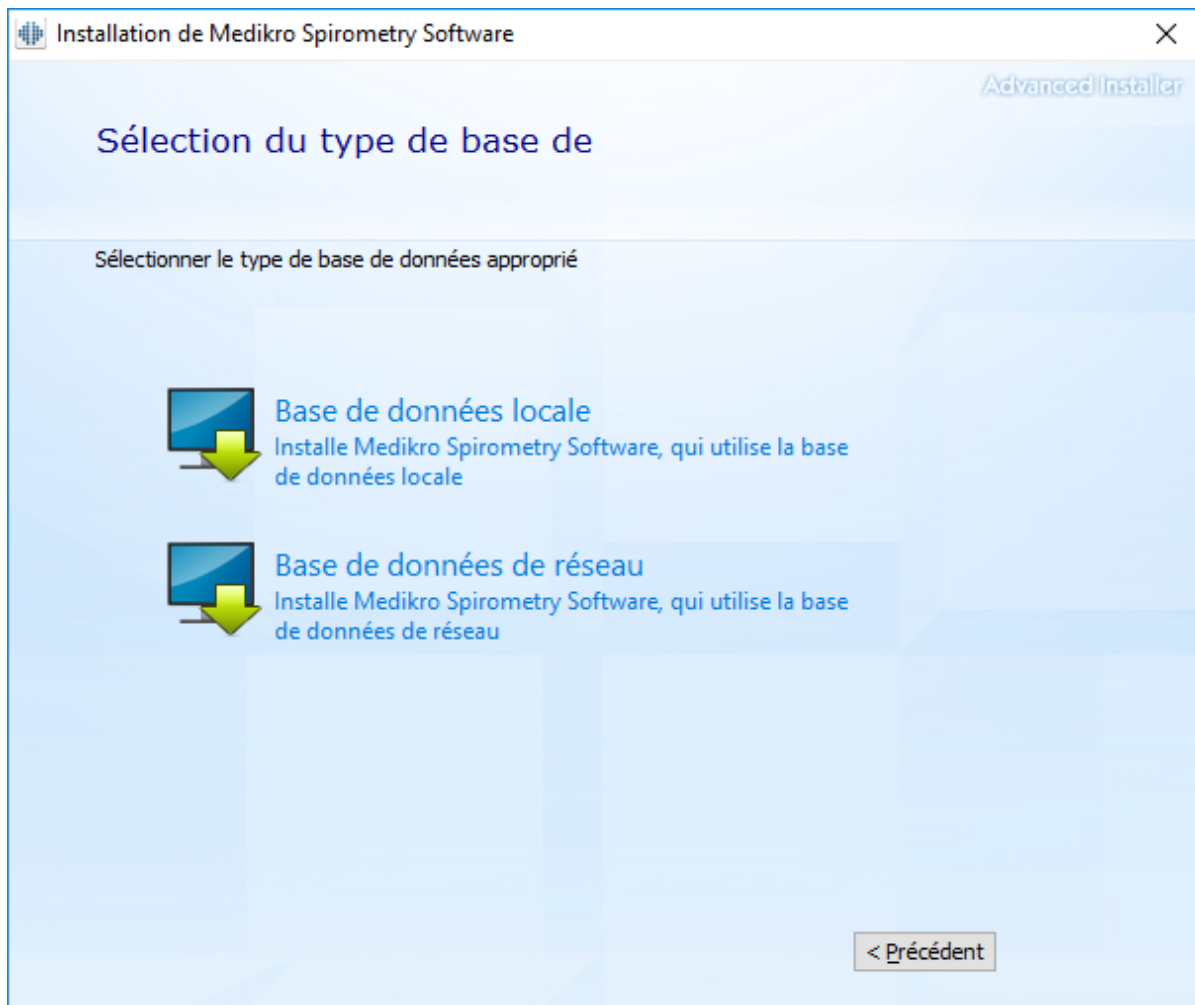 Installation de Medikro Spirometry Software
Advanced Installer
Sélection du type de base de
Sélectionner le type de base de données approprié
Base de données locale
Installe Medikro Spirometry Software, qui utilise la base
de données locale
Base de données de réseau
Installe Medikro Spirometry Software, qui utilise la base
de données de réseau
< Précédent